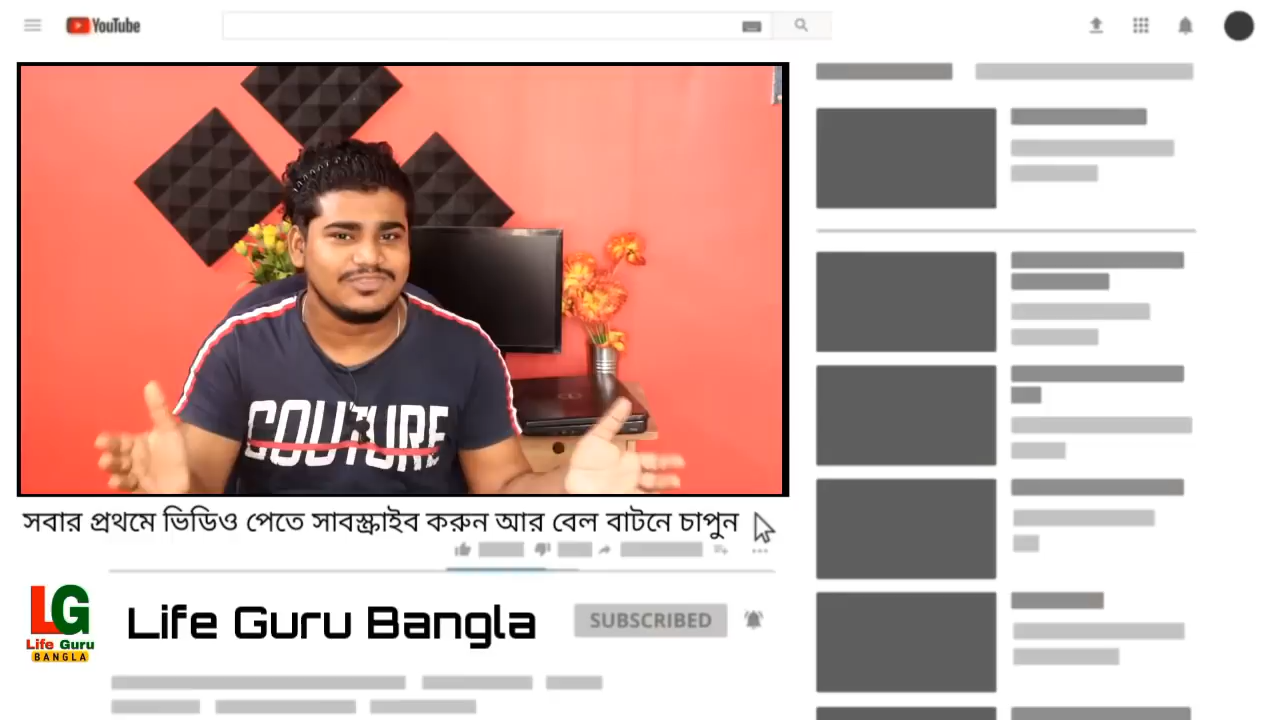 YouTube
COUTURE
সবার প্রথমে ভিডিও পেতে সাবস্ক্রাইব করুন আর বেল বাটনে চাপুন
LG
Life Guru
BANGLA
Life Guru Bangla
SUBSCRIBED